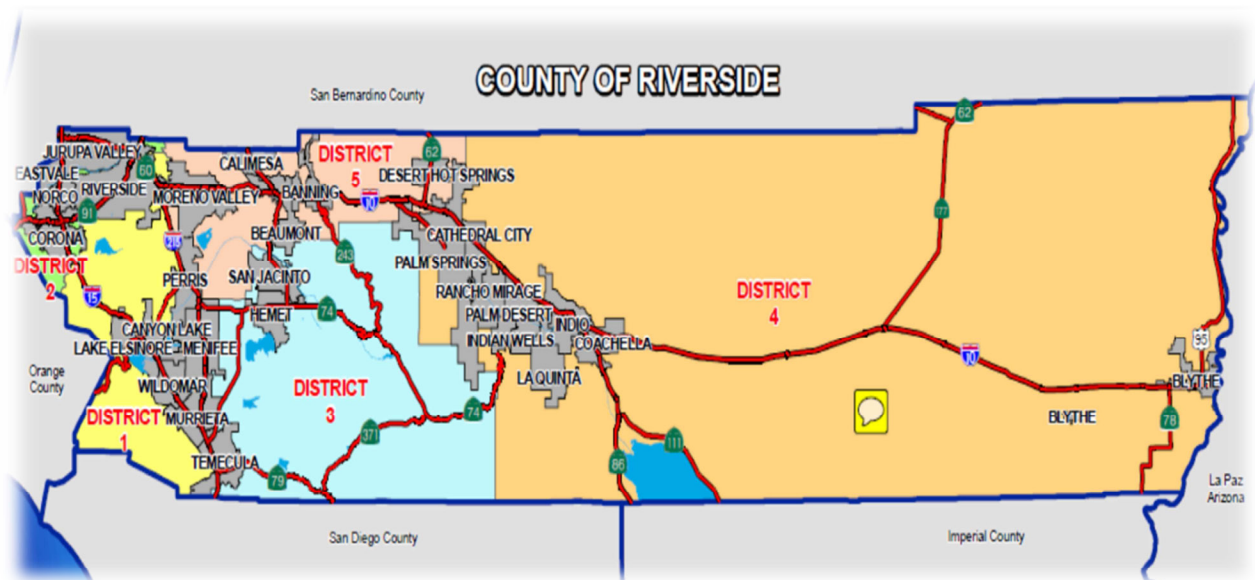 COUNTY OF RIVERSIDE
San Bernardino County
62
JURUPA VALLEY
DISTRICT
5
62
60
CALIMESA
EASTVALE
DESERT HOT SPRINGS
NORCO
RIVERSIDE
MORENO VALLEY
BANNING
10
91
177
CORONA
215
BEAUMONT
CATHEDRAL CITY
243
PALM SPRINGS
DISTRICT
2
PERRIS
SAN JACINTO
15
RANCHO MIRAGE
DISTRICT
4
HEMET
74
PALM DESERT
CANYON LAKE
INDIO
LAKE ELSINORE
MENIFEE
INDIAN WELLS
COACHELLA
95
10
Orange
County
LA QUINTA
BLYTHE
WILDOMAR
DISTRICT
3
DISTRICT
1
MURRIETA
74
BLYTHE
78
371
111
TEMECULA
86
79
La Paz
Arizona
San Diego County
Imperial County